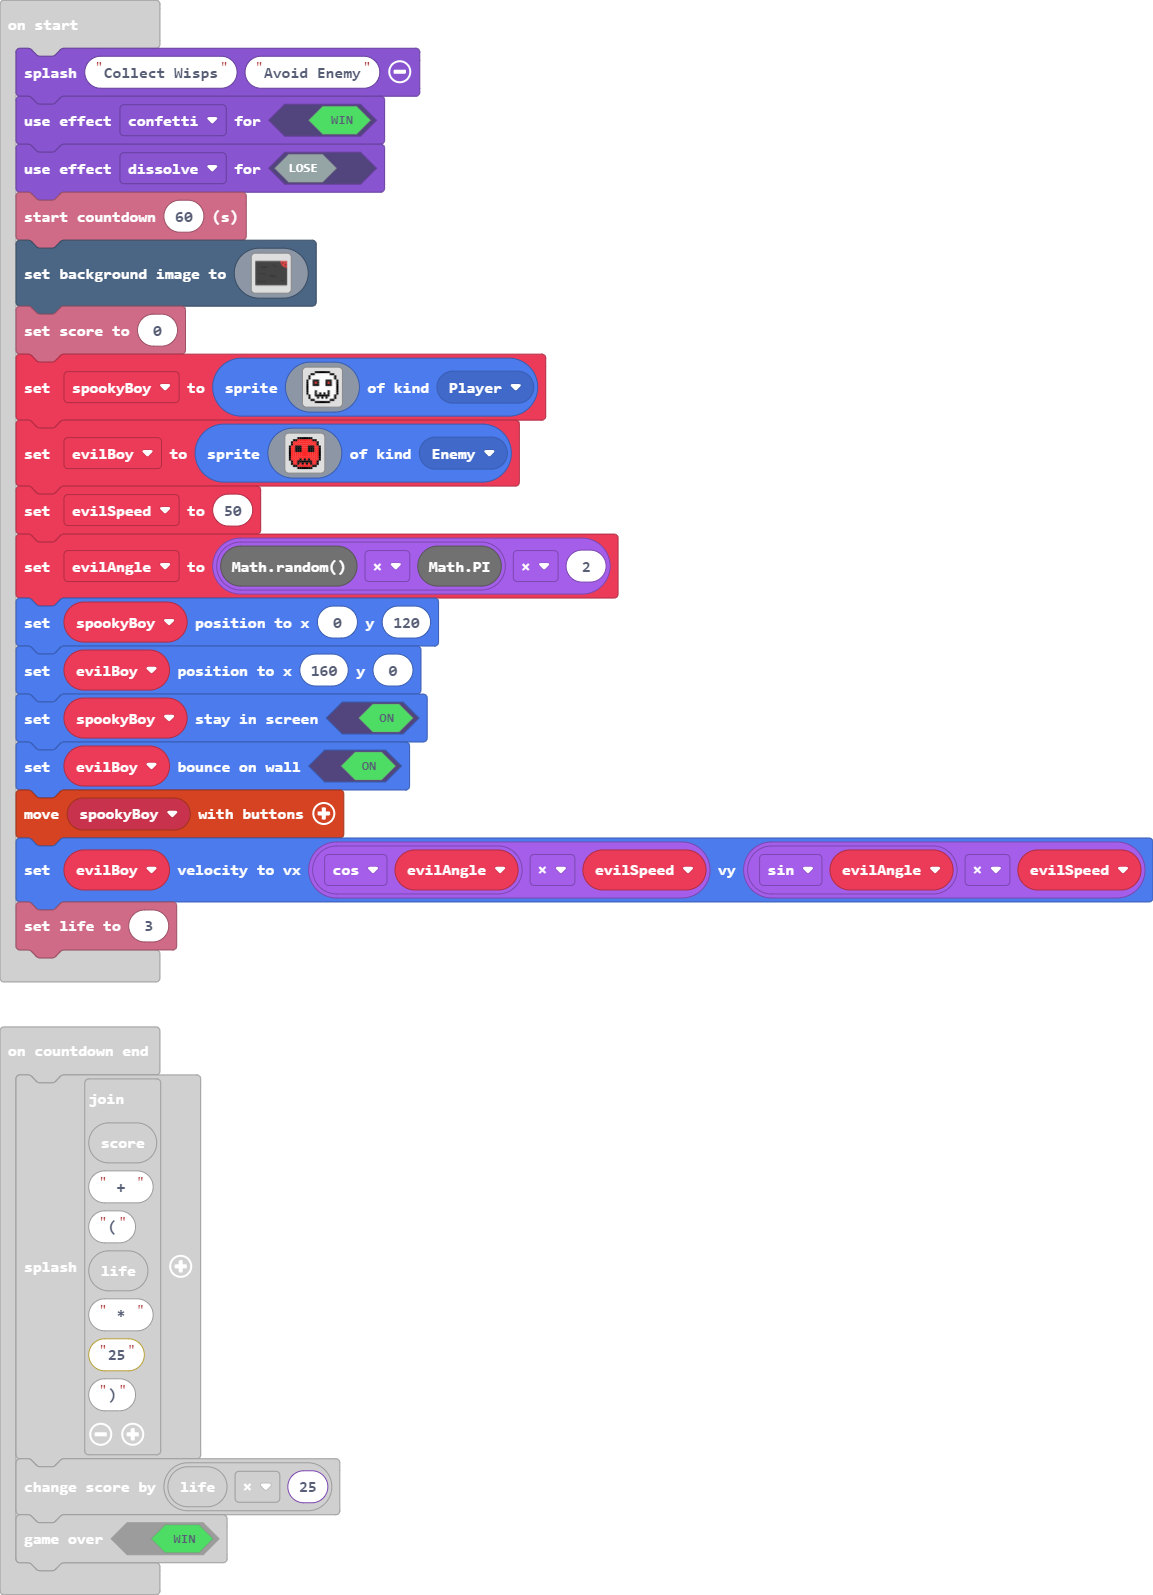 on start
splash "Collect Wisps" "Avoid Enemy"
use effect confetti for WIN
use effect dissolve for LOSE
start countdown 60 (s)
set background image to
set score to 0
set spookyBoy to sprite of kind Player
set evilBoy to sprite of kind Enemy
set evilSpeed to 50
set evilAngle to Math.random() × Math.PI × 2
set spookyBoy position to x 0 y 120
set evilBoy position to x 160 y 0
set spookyBoy stay in screen ON
set evilBoy bounce on wall ON
move spookyBoy with buttons
set evilBoy velocity to vx cos evilAngle × evilSpeed vy sin evilAngle × evilSpeed
set life to 3
on countdown end
join
score
" + "
"("
splash life
" * "
"25"
")"
change score by life × 25
game over WIN